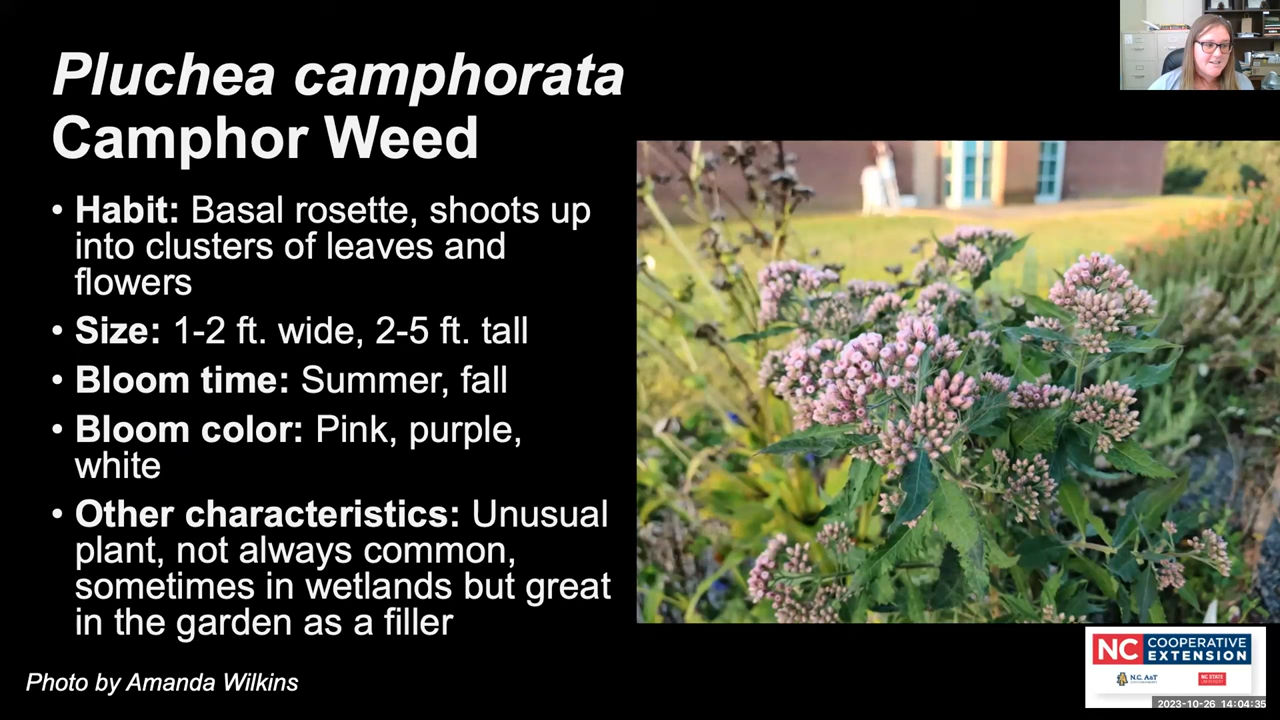 Pluchea camphorata
Camphor Weed
• Habit: Basal rosette, shoots up
into clusters of leaves and
flowers
• Size: 1-2 ft. wide, 2-5 ft. tall
• Bloom time: Summer, fall
• Bloom color: Pink, purple,
white
• Other characteristics: Unusual
plant, not always common,
sometimes in wetlands but great
in the garden as a filler
Photo by Amanda Wilkins
NC COOPERATIVE
EXTENSION
N.C. A&T
NC STATE
2023-10-26 14:04:35